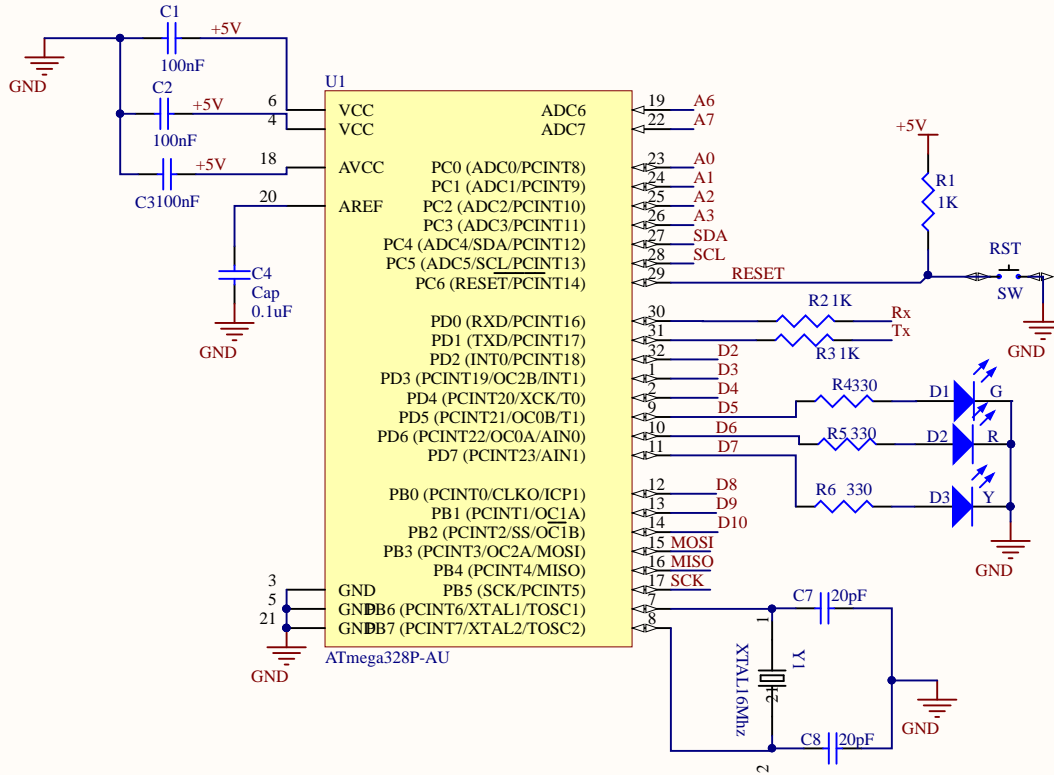 C1
+5V
100nF
GND
C2
+5V
100nF
+5V
C3100nF
C4
Cap
0.1uF
GND
U1
6 VCC
4 VCC
18 AVCC
20 AREF
3 GND
5 GND
21 GND
GND
ADC6 19 A6
ADC7 22 A7
PC0 (ADC0/PCINT8) 23 A0
PC1 (ADC1/PCINT9) 24 A1
PC2 (ADC2/PCINT10) 25 A2
PC3 (ADC3/PCINT11) 26 A3
PC4 (ADC4/SDA/PCINT12) 27 SDA
PC5 (ADC5/SCL/PCINT13) 28 SCL
PC6 (RESET/PCINT14) 29 RESET
PD0 (RXD/PCINT16) 30 R2 1K Rx
PD1 (TXD/PCINT17) 31 R3 1K Tx
PD2 (INT0/PCINT18) 32 D2
PD3 (PCINT19/OC2B/INT1) 1 D3
PD4 (PCINT20/XCK/T0) 2 D4
PD5 (PCINT21/OC0B/T1) 9 D5
PD6 (PCINT22/OC0A/AIN0) 10 D6
PD7 (PCINT23/AIN1) 11 D7
PB0 (PCINT0/CLKO/ICP1) 12 D8
PB1 (PCINT1/OC1A) 13 D9
PB2 (PCINT2/SS/OC1B) 14 D10
PB3 (PCINT3/OC2A/MOSI) 15 MOSI
PB4 (PCINT4/MISO) 16 MISO
PB5 (SCK/PCINT5) 17 SCK
PB6 (PCINT6/XTAL1/TOSC1) 7
PB7 (PCINT7/XTAL2/TOSC2) 8
ATmega328P-AU
+5V
R1
1K
RST
SW
GND
R4330 D1 G
R5 330 D2 R
R6 330 D3 Y
GND
C7 20pF
1
Y1
XTAL16Mhz
21
C8 20pF
2
GND